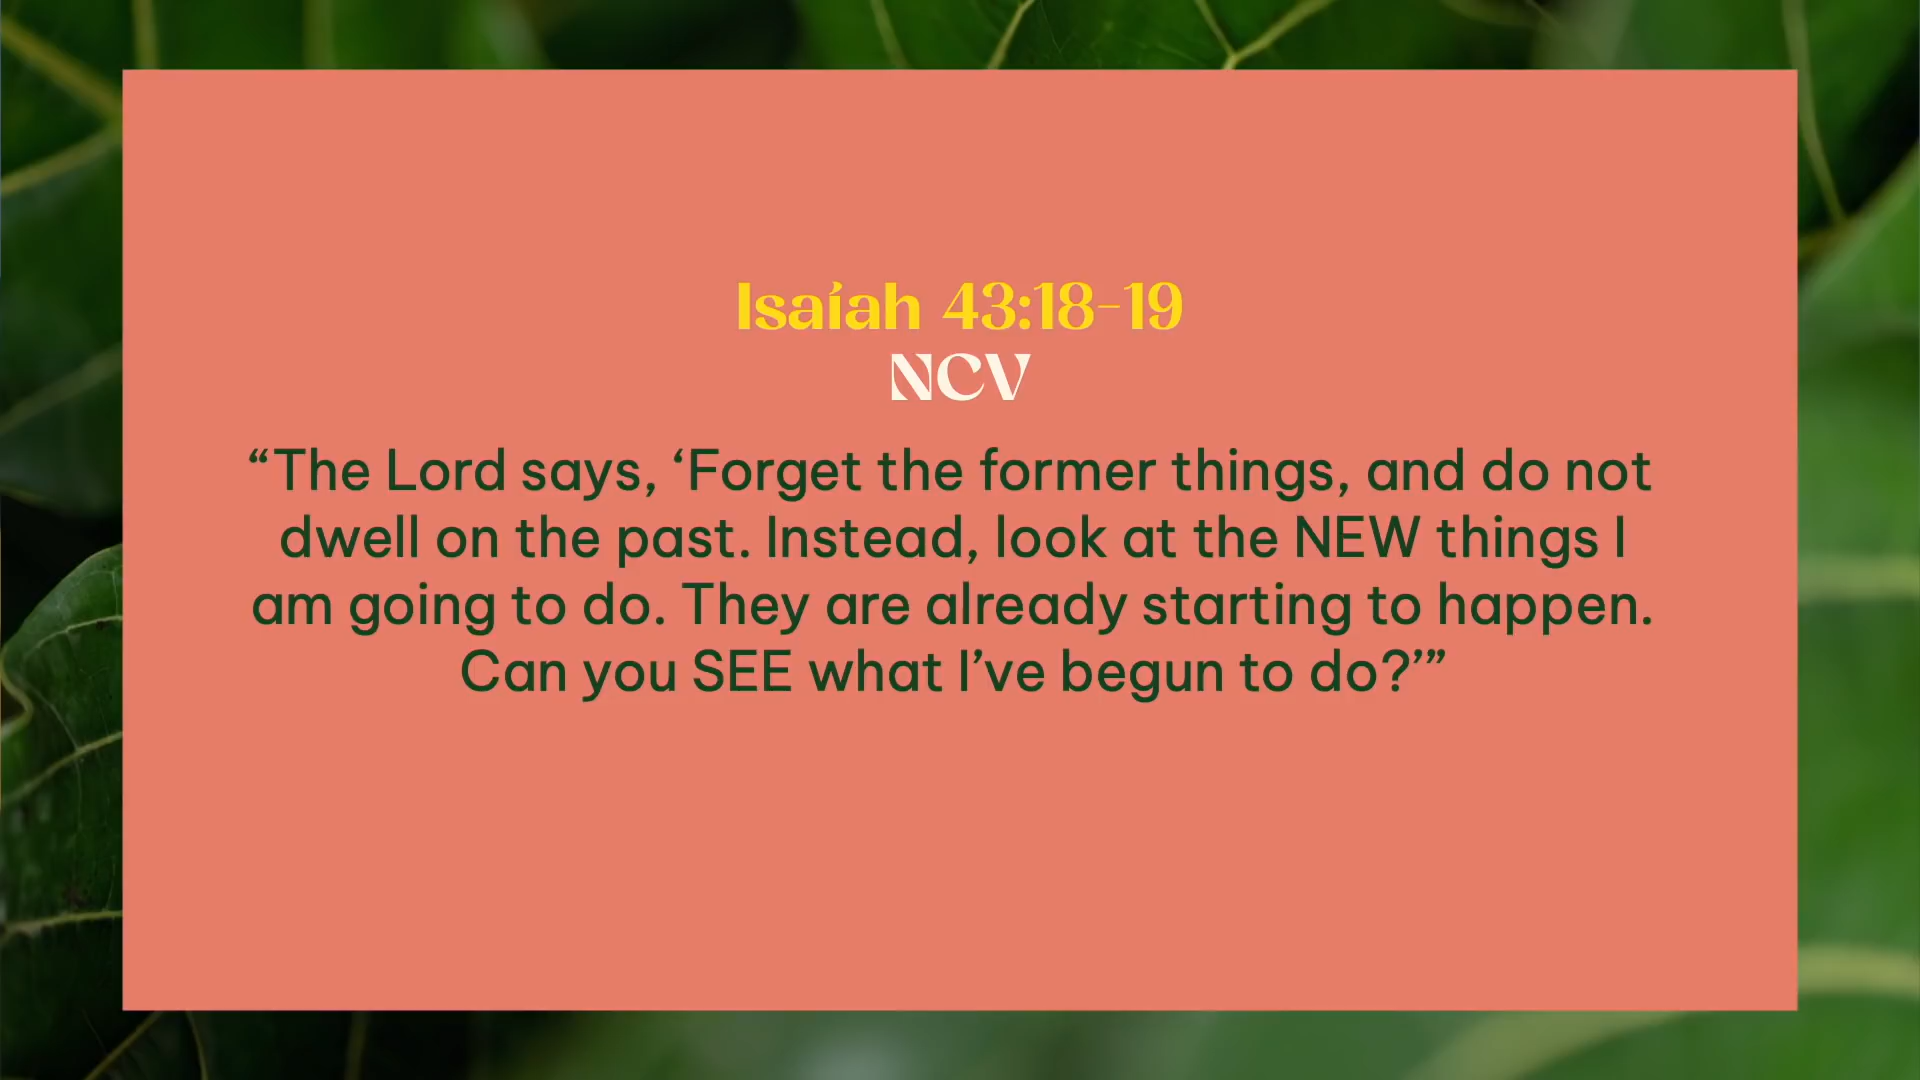 Isaiah 43:18-19
NCV
“The Lord says, ‘Forget the former things, and do not
dwell on the past. Instead, look at the NEW things I
am going to do. They are already starting to happen.
Can you SEE what I’ve begun to do?’”